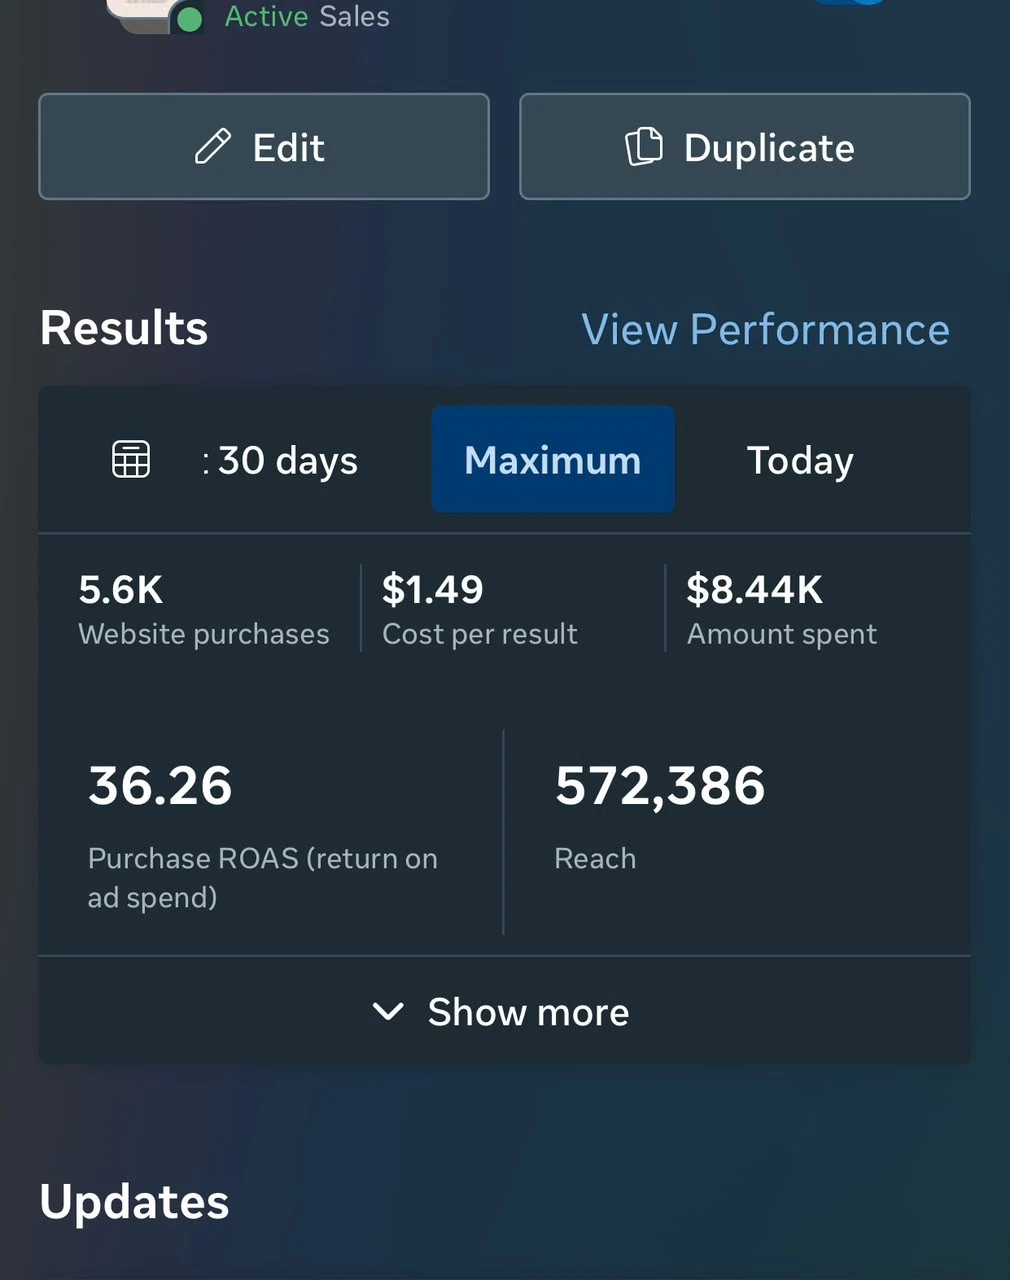 Active Sales
Edit
Duplicate
Results
View Performance
: 30 days
Maximum
Today
5.6K
Website purchases
$1.49
Cost per result
$8.44K
Amount spent
36.26
Purchase ROAS (return on
ad spend)
572,386
Reach
Show more
Updates